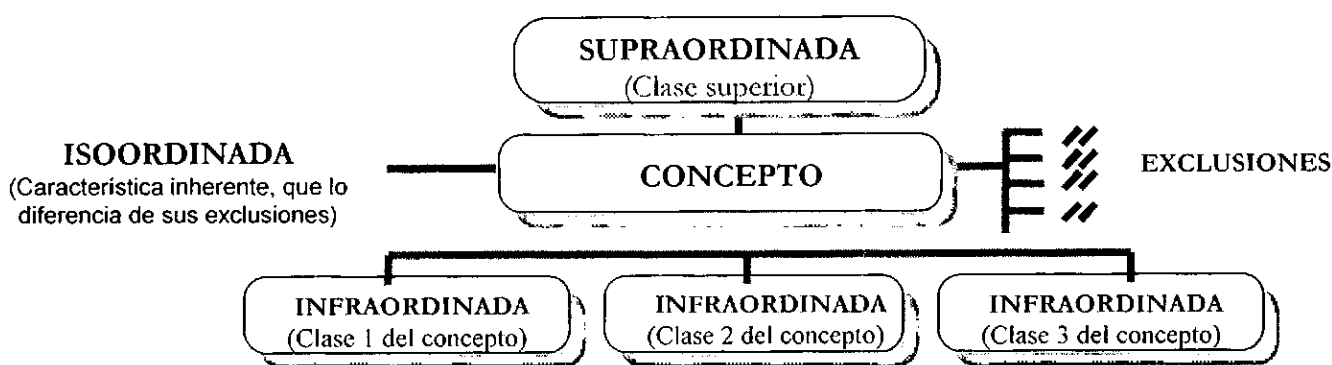 SUPRAORDINADA
(Clase superior)
ISOORDINADA
(Característica inherente, que lo
diferencia de sus exclusiones)
CONCEPTO
EXCLUSIONES
INFRAORDINADA
(Clase 1 del concepto)
INFRAORDINADA
(Clase 2 del concepto)
INFRAORDINADA
(Clase 3 del concepto)